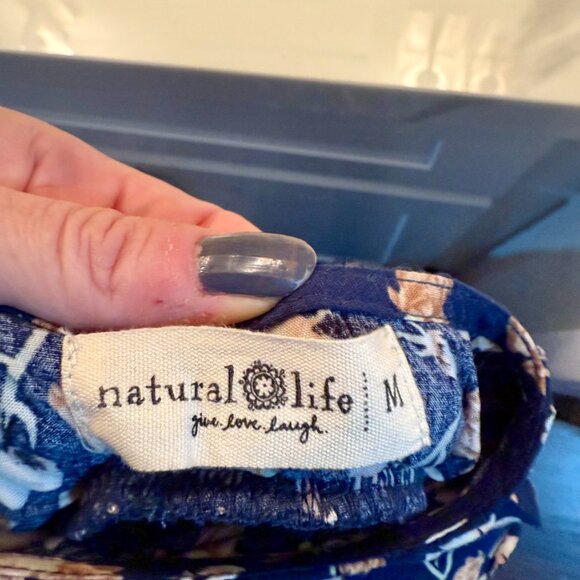 natural life
give. love. laugh.
M